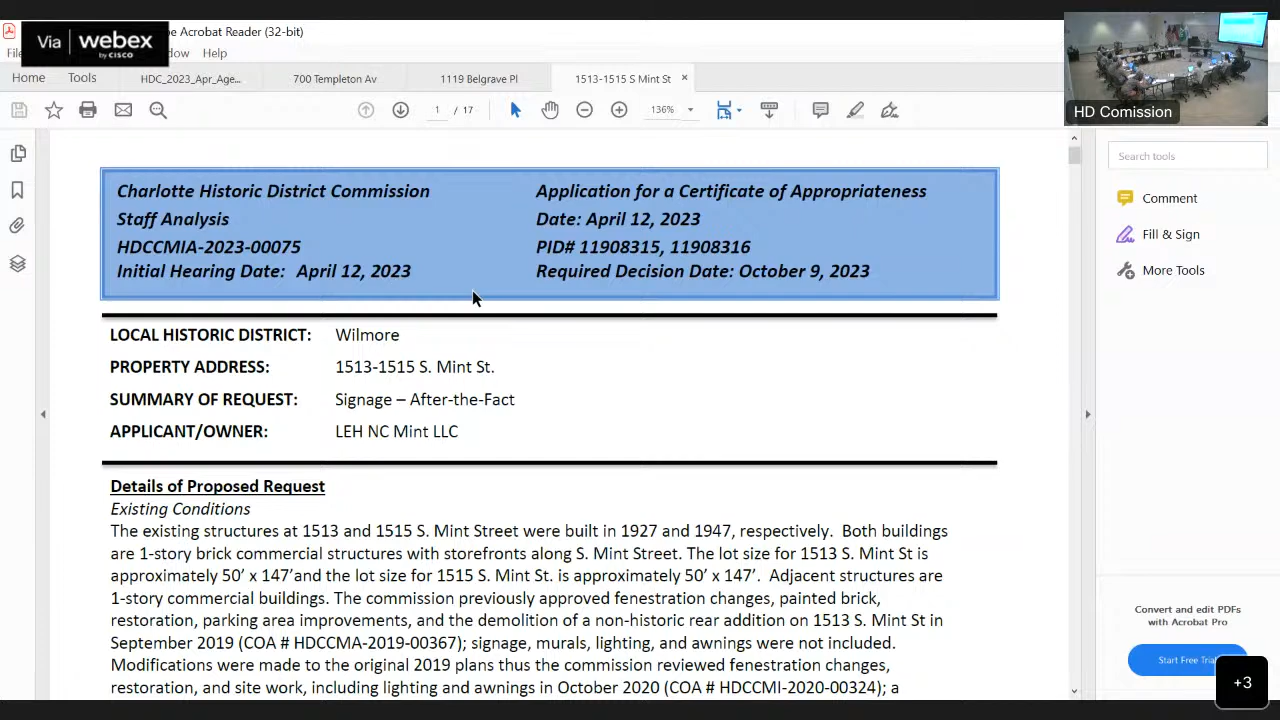 Via webex
by CISCO
be Acrobat Reader (32-bit)
dow Help
Home Tools HDC_2023_Apr_Age... 700 Templeton Av 1119 Belgrave Pl 1513-1515 S Mint St ×
1 / 17 136%
HD Comission
Search tools
Comment
Fill & Sign
More Tools
Charlotte Historic District Commission Application for a Certificate of Appropriateness
Staff Analysis Date: April 12, 2023
HDCCMIA-2023-00075 PID# 11908315, 11908316
Initial Hearing Date: April 12, 2023 Required Decision Date: October 9, 2023
LOCAL HISTORIC DISTRICT: Wilmore
PROPERTY ADDRESS: 1513-1515 S. Mint St.
SUMMARY OF REQUEST: Signage – After-the-Fact
APPLICANT/OWNER: LEH NC Mint LLC
Details of Proposed Request
Existing Conditions
The existing structures at 1513 and 1515 S. Mint Street were built in 1927 and 1947, respectively. Both buildings
are 1-story brick commercial structures with storefronts along S. Mint Street. The lot size for 1513 S. Mint St is
approximately 50' x 147'and the lot size for 1515 S. Mint St. is approximately 50' x 147'. Adjacent structures are
1-story commercial buildings. The commission previously approved fenestration changes, painted brick,
restoration, parking area improvements, and the demolition of a non-historic rear addition on 1513 S. Mint St in
September 2019 (COA # HDCCMA-2019-00367); signage, murals, lighting, and awnings were not included.
Modifications were made to the original 2019 plans thus the commission reviewed fenestration changes,
restoration, and site work, including lighting and awnings in October 2020 (COA # HDCCMI-2020-00324); a
Convert and edit PDFs
with Acrobat Pro
Start Free Trial
+3